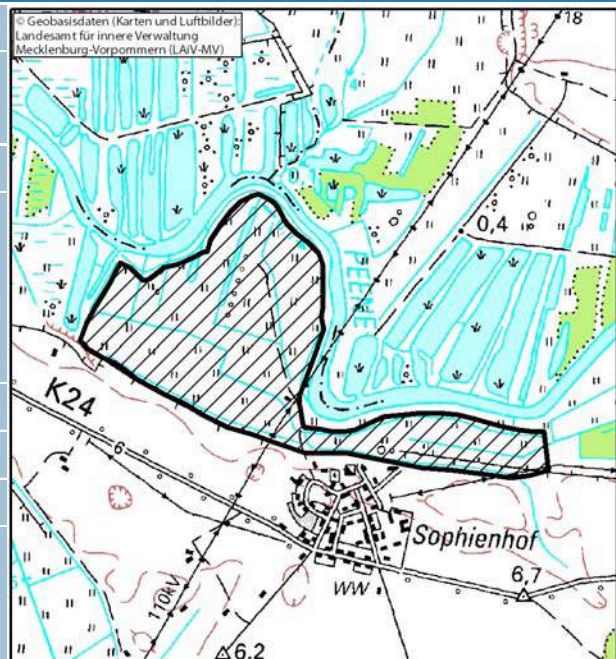 © Geobasisdaten (Karten und Luftbilder):
Landesamt für innere Verwaltung
Mecklenburg-Vorpommern (LAiV-MV)
18
0,4
PEENE
K24
6
Sophienhof
110kV
WW
6,7
6.2